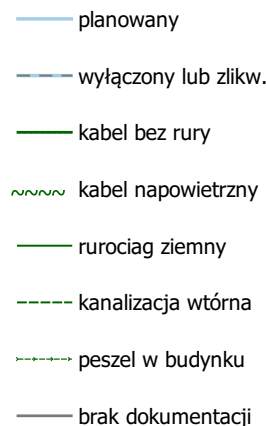 planowany
wyłączony lub zlikw.
kabel bez rury
kabel napowietrzny
rurociag ziemny
kanalizacja wtórna
peszel w budynku
brak dokumentacji